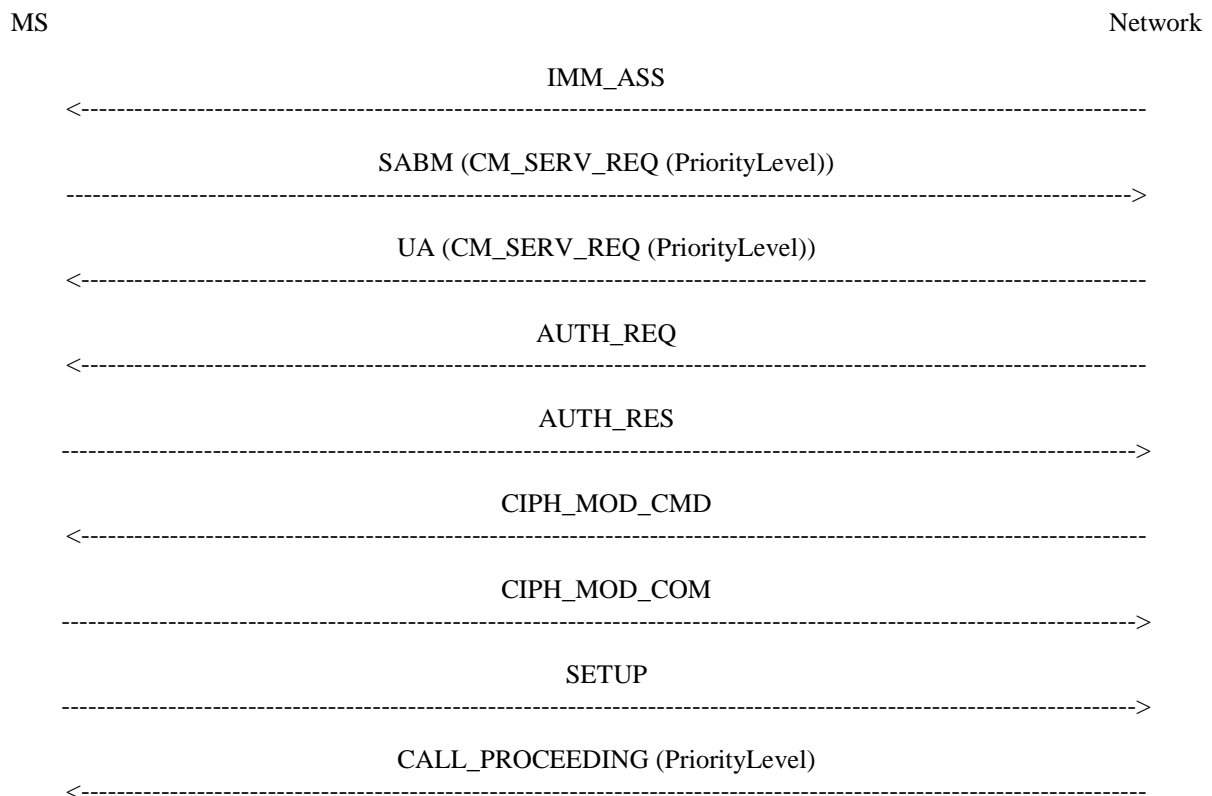 MS Network
IMM_ASS
SABM (CM_SERV_REQ (PriorityLevel))
UA (CM_SERV_REQ (PriorityLevel))
AUTH_REQ
AUTH_RES
CIPH_MOD_CMD
CIPH_MOD_COM
SETUP
CALL_PROCEEDING (PriorityLevel)